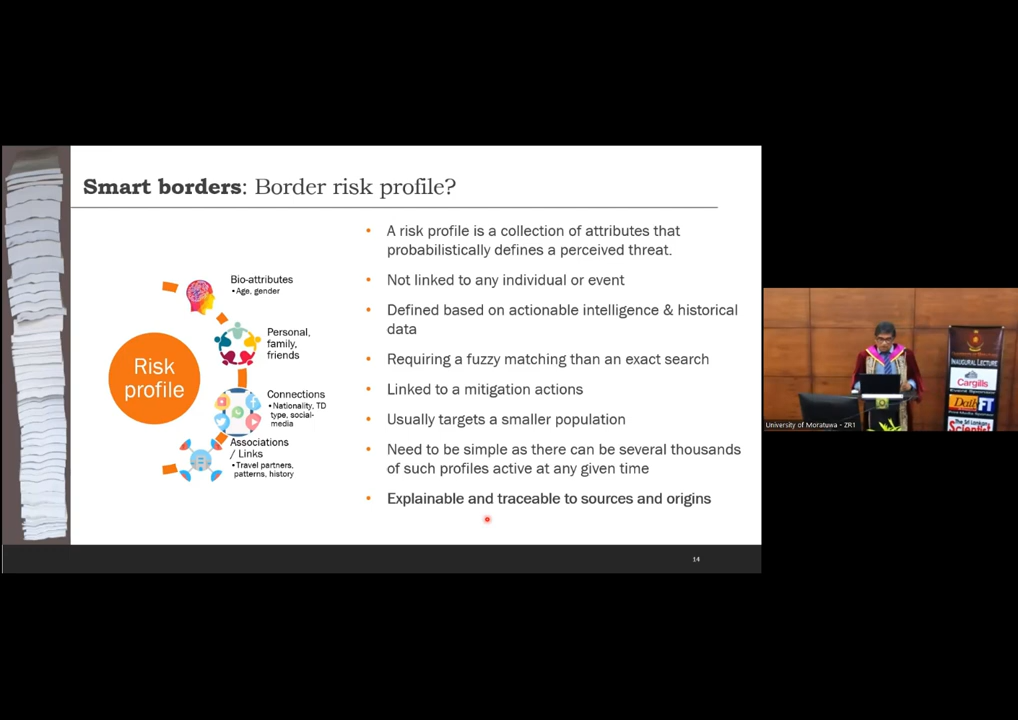 Smart borders: Border risk profile?
Risk
profile
Bio-attributes
•Age, gender
Personal,
family,
friends
Connections
•Nationality, TD
type, social-
media
Associations
/ Links
•Travel partners,
patterns, history
• A risk profile is a collection of attributes that
probabilistically defines a perceived threat.
• Not linked to any individual or event
• Defined based on actionable intelligence & historical
data
• Requiring a fuzzy matching than an exact search
• Linked to a mitigation actions
• Usually targets a smaller population
• Need to be simple as there can be several thousands
of such profiles active at any given time
• Explainable and traceable to sources and origins
14
INAUGURAL LECTURE
Cargills
Daily FT
Scientist
University of Moratuwa - ZR1